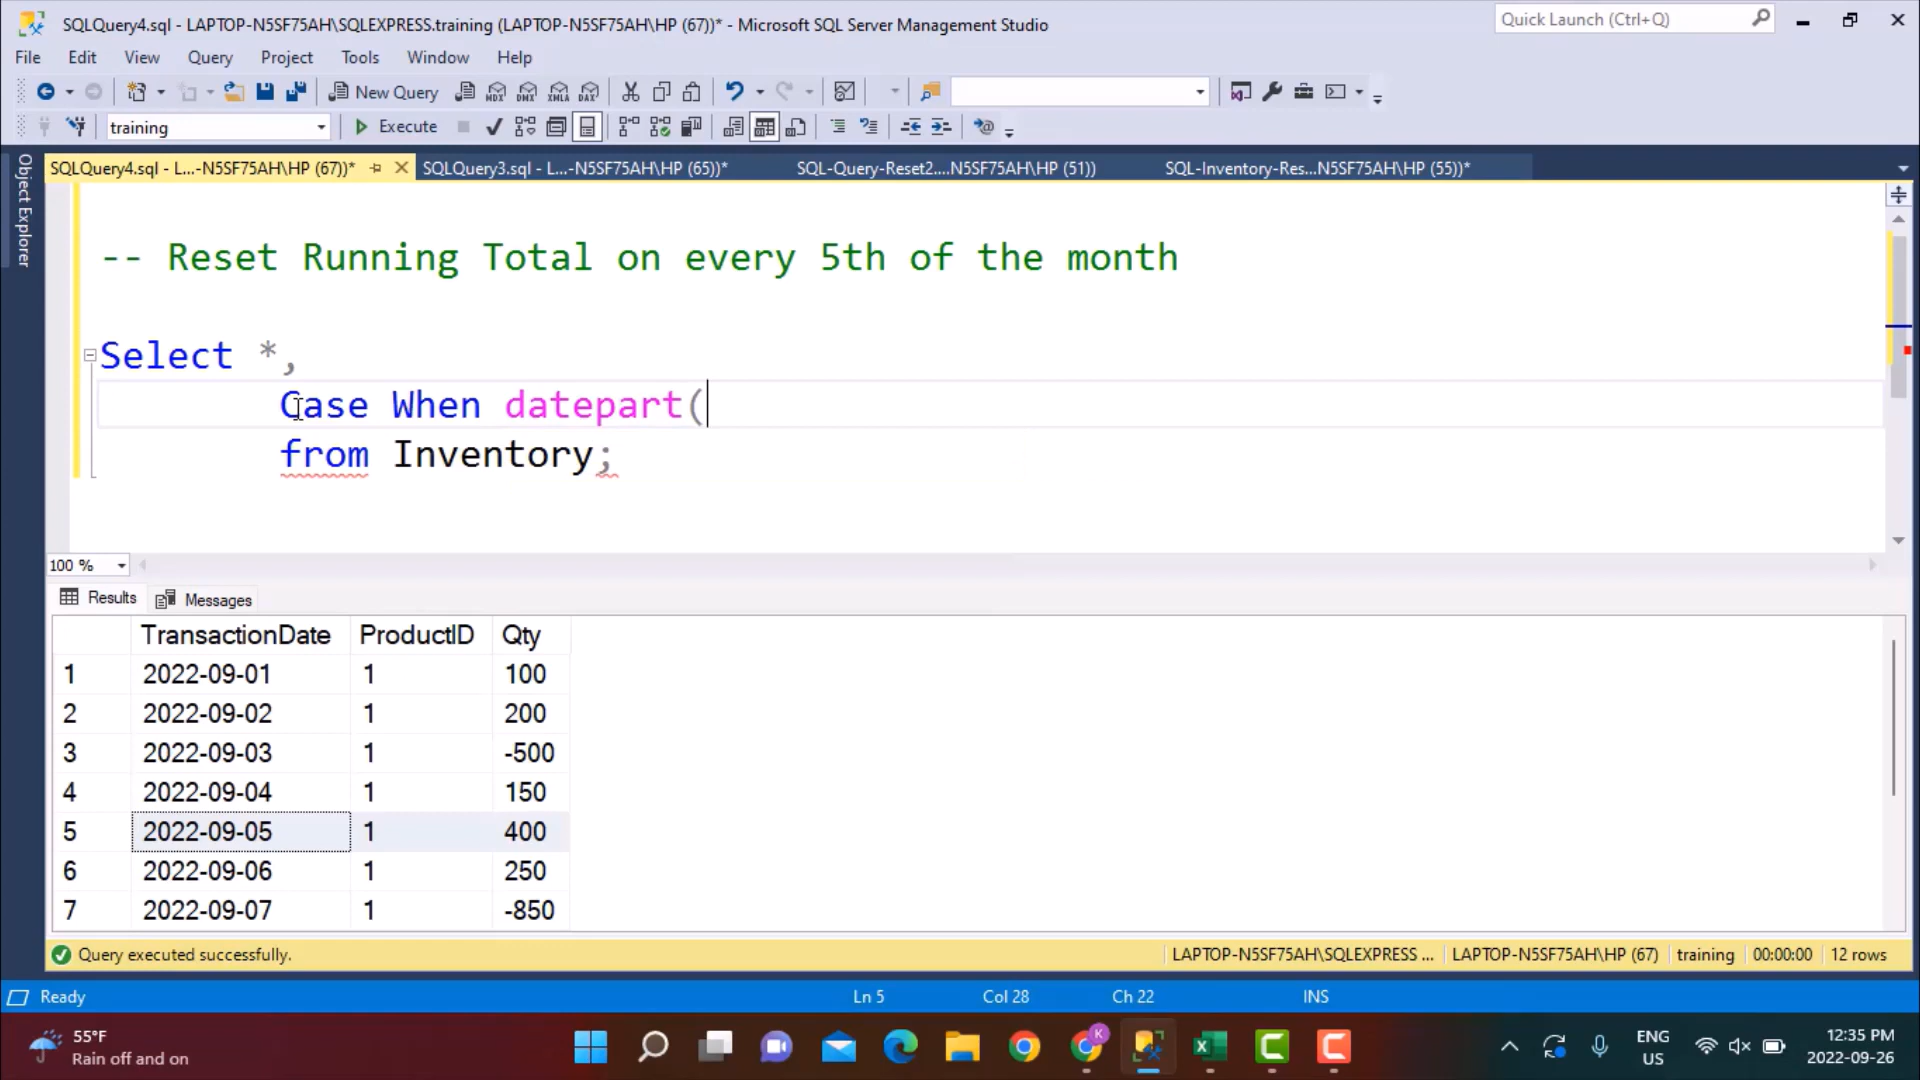 SQLQuery4.sql - LAPTOP-N5SF75AH\SQLEXPRESS.training (LAPTOP-N5SF75AH\HP (67))* - Microsoft SQL Server Management Studio
Quick Launch (Ctrl+Q)
File Edit View Query Project Tools Window Help
New Query
MDX DMX XMLA DAX
training
Execute
SQLQuery4.sql - L...-N5SF75AH\HP (67))*
SQLQuery3.sql - L...-N5SF75AH\HP (65))*
SQL-Query-Reset2....N5SF75AH\HP (51))
SQL-Inventory-Res...N5SF75AH\HP (55))*
Object Explorer
-- Reset Running Total on every 5th of the month
Select *,
Case When datepart(
from Inventory;
100 %
Results Messages
TransactionDate ProductID Qty
1 2022-09-01 1 100
2 2022-09-02 1 200
3 2022-09-03 1 -500
4 2022-09-04 1 150
5 2022-09-05 1 400
6 2022-09-06 1 250
7 2022-09-07 1 -850
Query executed successfully.
LAPTOP-N5SF75AH\SQLEXPRESS ... LAPTOP-N5SF75AH\HP (67) training 00:00:00 12 rows
Ready Ln 5 Col 28 Ch 22 INS
55°F
Rain off and on
K
ENG
US
12:35 PM
2022-09-26